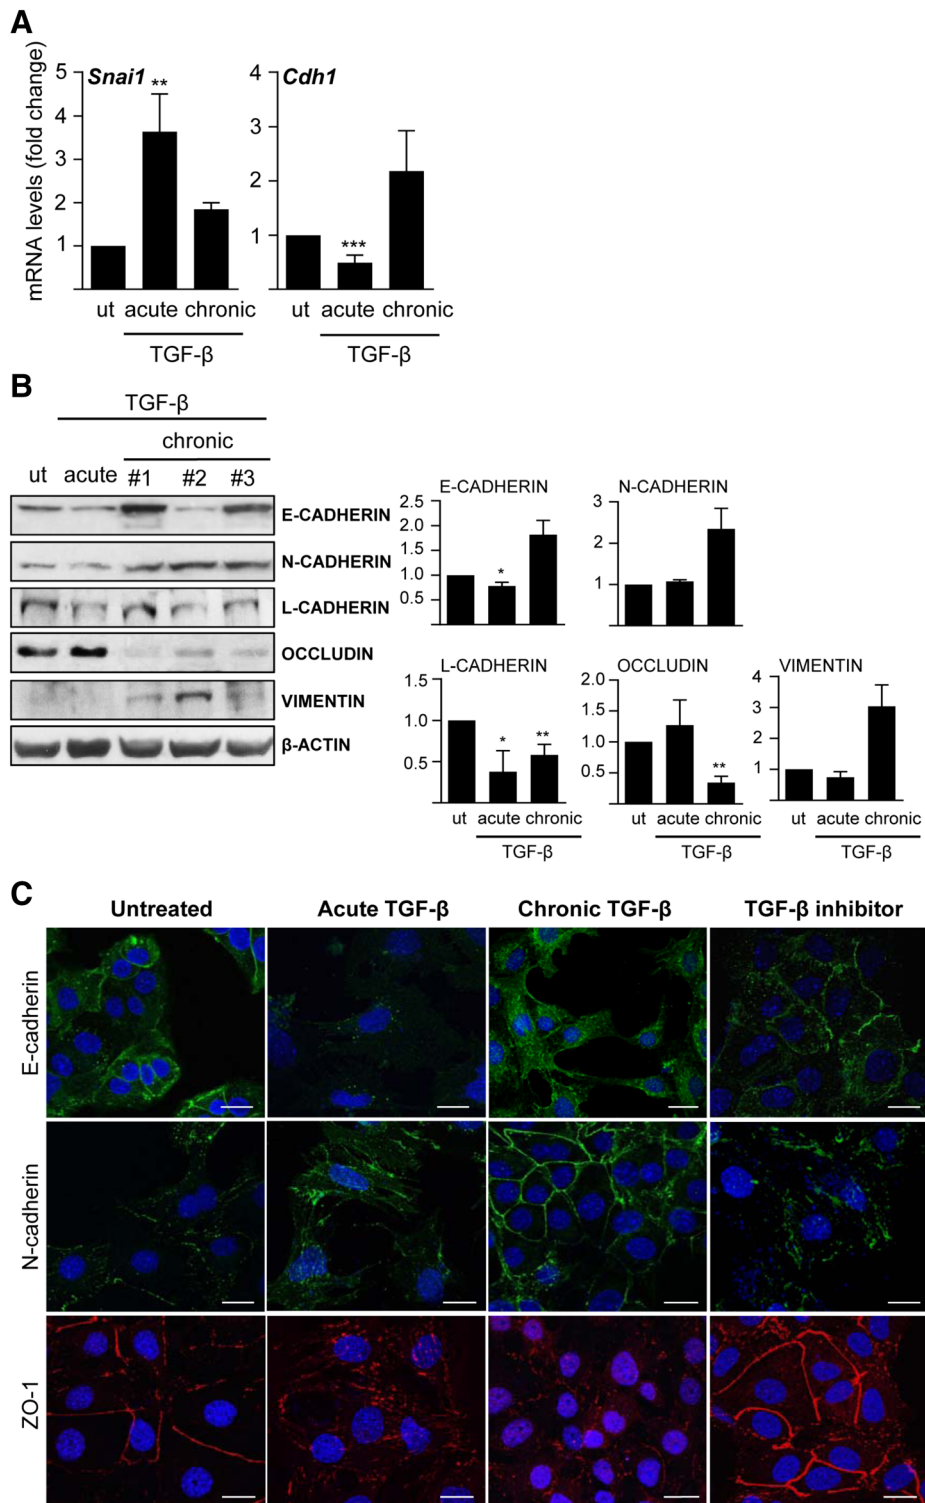 A
mRNA levels (fold change)
Snai1
**
5
4
3
2
1
ut acute chronic
TGF-β
Cdh1
4
3
2
1
***
ut acute chronic
TGF-β
B
TGF-β
chronic
ut acute #1 #2 #3
E-CADHERIN
N-CADHERIN
L-CADHERIN
OCCLUDIN
VIMENTIN
β-ACTIN
E-CADHERIN
2.5
2.0
1.5
1.0
0.5
*
N-CADHERIN
3
2
1
L-CADHERIN
1.5
1.0
0.5
* **
ut acute chronic
TGF-β
OCCLUDIN
2.0
1.0
0.5
**
ut acute chronic
TGF-β
VIMENTIN
4
3
2
1
ut acute chronic
TGF-β
C
Untreated Acute TGF-β Chronic TGF-β TGF-β inhibitor
E-cadherin
N-cadherin
ZO-1